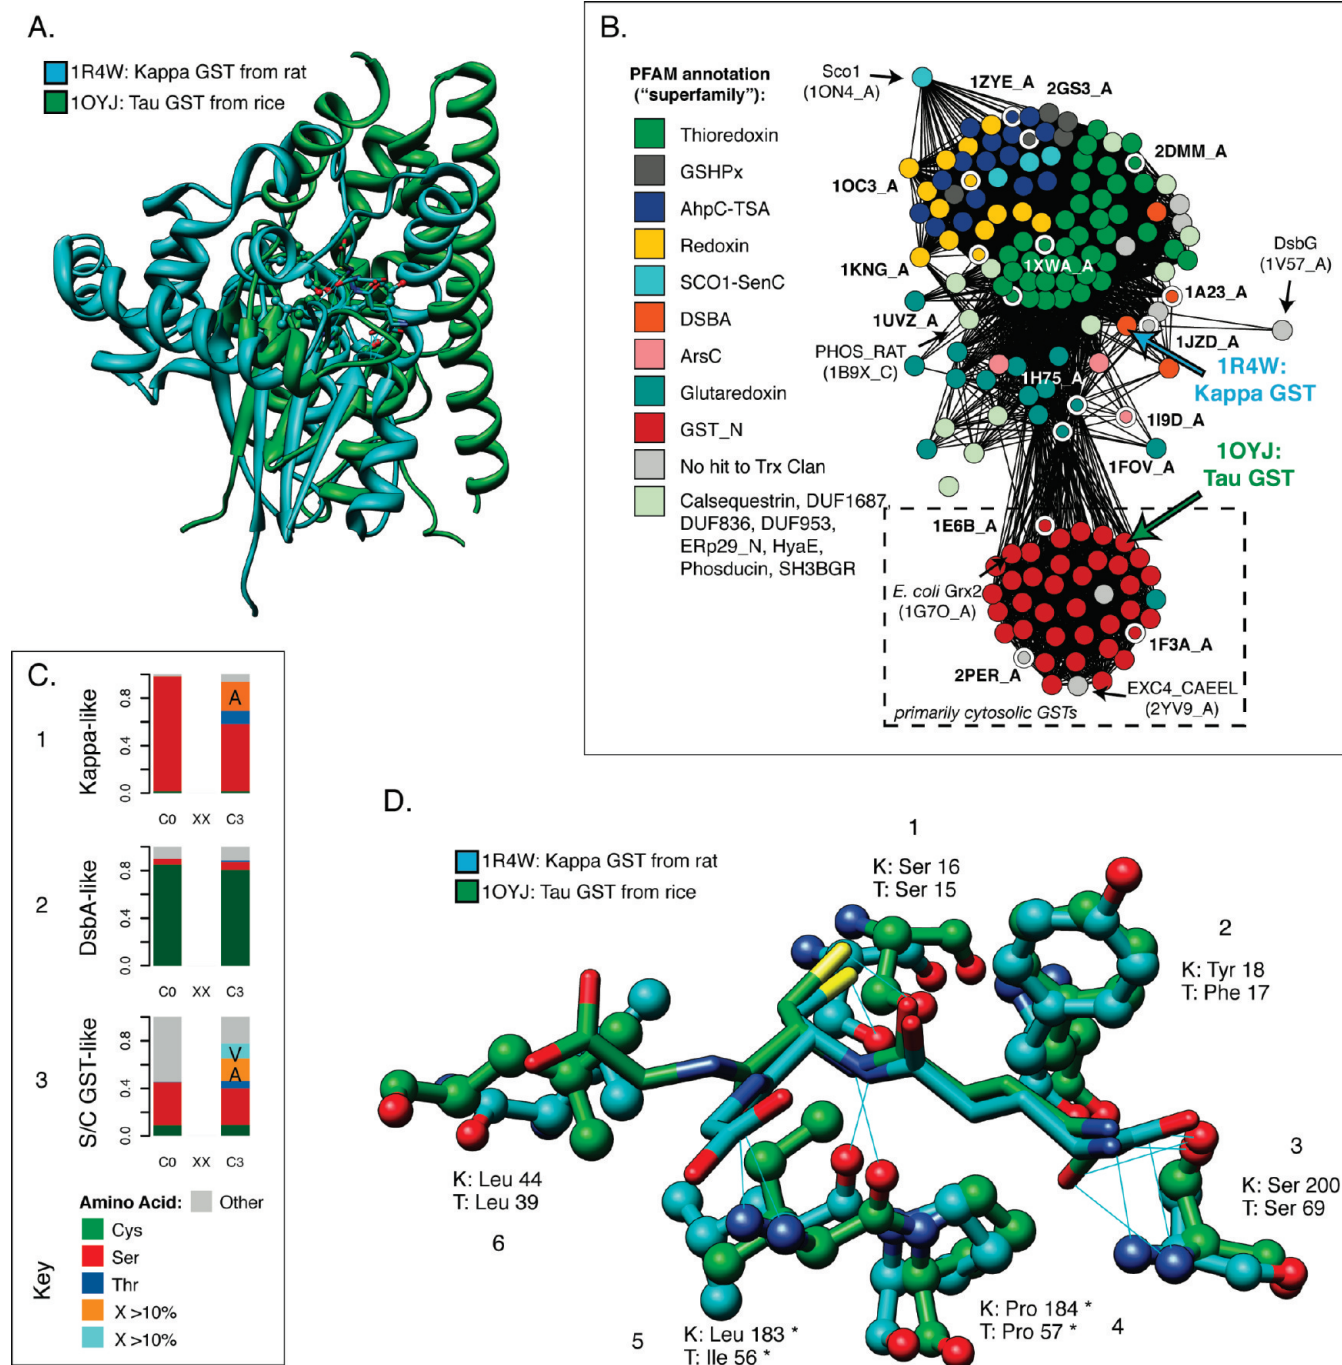 A.
1R4W: Kappa GST from rat
1OYJ: Tau GST from rice
B.
PFAM annotation
("superfamily"):
Thioredoxin
GSHPx
AhpC-TSA
Redoxin
SCO1-SenC
DSBA
ArsC
Glutaredoxin
GST_N
No hit to Trx Clan
Calsequestrin, DUF1687,
DUF836, DUF953,
ERp29_N, HyaE,
Phosducin, SH3BGR
Sco1
(1ON4_A)
1ZYE_A
2GS3_A
2DMM_A
1OC3_A
1XWA_A
1KNG_A
DsbG
(1V57_A)
1A23_A
1UVZ_A
1JZD_A
PHOS_RAT
(1B9X_C)
1R4W:
Kappa GST
1H75_A
1I9D_A
1FOV_A
1OYJ:
Tau GST
1E6B_A
E. coli Grx2
(1G7O_A)
1F3A_A
2PER_A
EXC4_CAEEL
(2YV9_A)
primarily cytosolic GSTs
C.
1
Kappa-like
0.0 0.4 0.8
A
C0 XX C3
2
DsbA-like
0.0 0.4 0.8
C0 XX C3
3
S/C GST-like
0.0 0.4 0.8
V
A
C0 XX C3
Key
Amino Acid:
Other
Cys
Ser
Thr
X >10%
X >10%
D.
1R4W: Kappa GST from rat
1OYJ: Tau GST from rice
1
K: Ser 16
T: Ser 15
2
K: Tyr 18
T: Phe 17
3
K: Ser 200
T: Ser 69
K: Pro 184 *
T: Pro 57 *
4
5
K: Leu 183 *
T: Ile 56 *
K: Leu 44
T: Leu 39
6